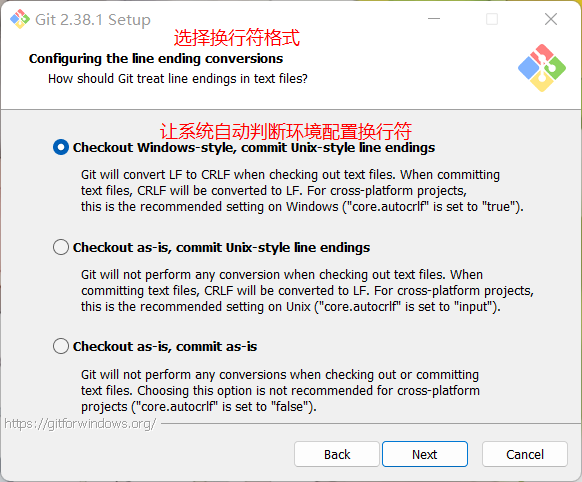 Git 2.38.1 Setup
选择换行符格式
Configuring the line ending conversions
How should Git treat line endings in text files?
让系统自动判断环境配置换行符
Checkout Windows-style, commit Unix-style line endings
Git will convert LF to CRLF when checking out text files. When committing
text files, CRLF will be converted to LF. For cross-platform projects,
this is the recommended setting on Windows ("core.autocrlf" is set to "true").
Checkout as-is, commit Unix-style line endings
Git will not perform any conversion when checking out text files. When
committing text files, CRLF will be converted to LF. For cross-platform projects,
this is the recommended setting on Unix ("core.autocrlf" is set to "input").
Checkout as-is, commit as-is
Git will not perform any conversions when checking out or committing
text files. Choosing this option is not recommended for cross-platform
projects ("core.autocrlf" is set to "false").
https://gitforwindows.org/
Back
Next
Cancel